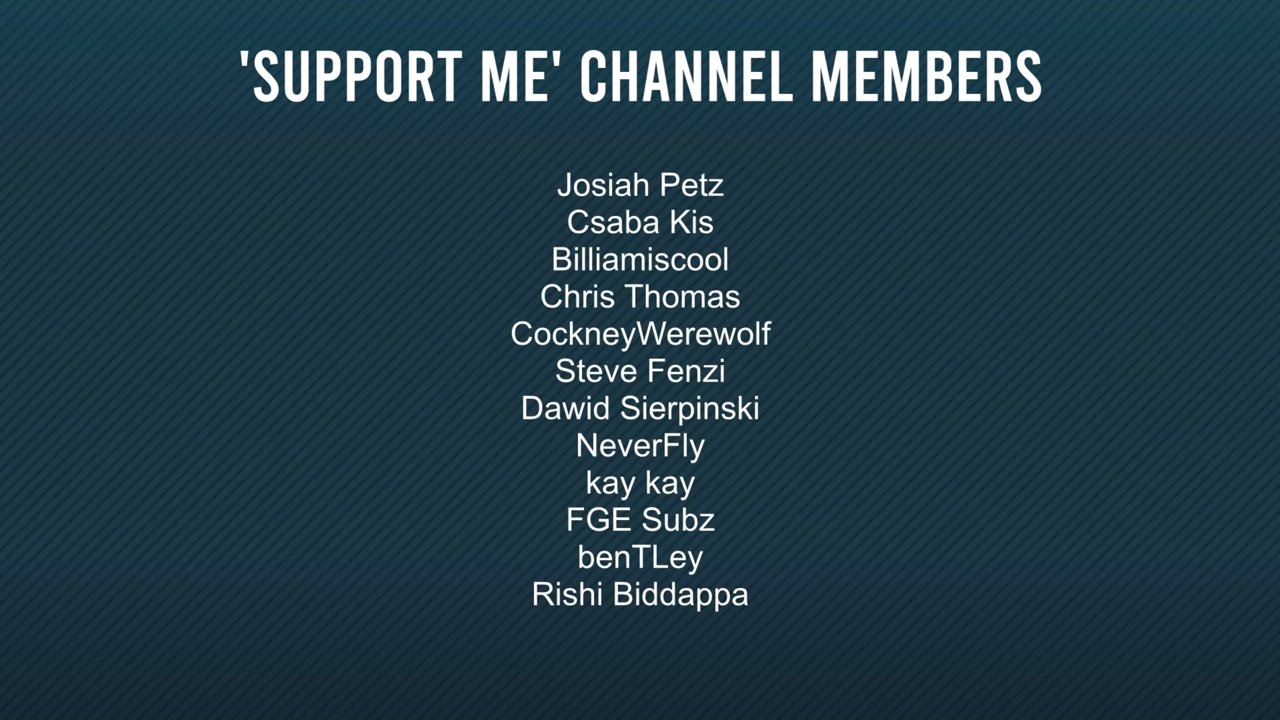 'SUPPORT ME' CHANNEL MEMBERS
Josiah Petz
Csaba Kis
Billiamiscool
Chris Thomas
CockneyWerewolf
Steve Fenzi
Dawid Sierpinski
NeverFly
kay kay
FGE Subz
benTLey
Rishi Biddappa